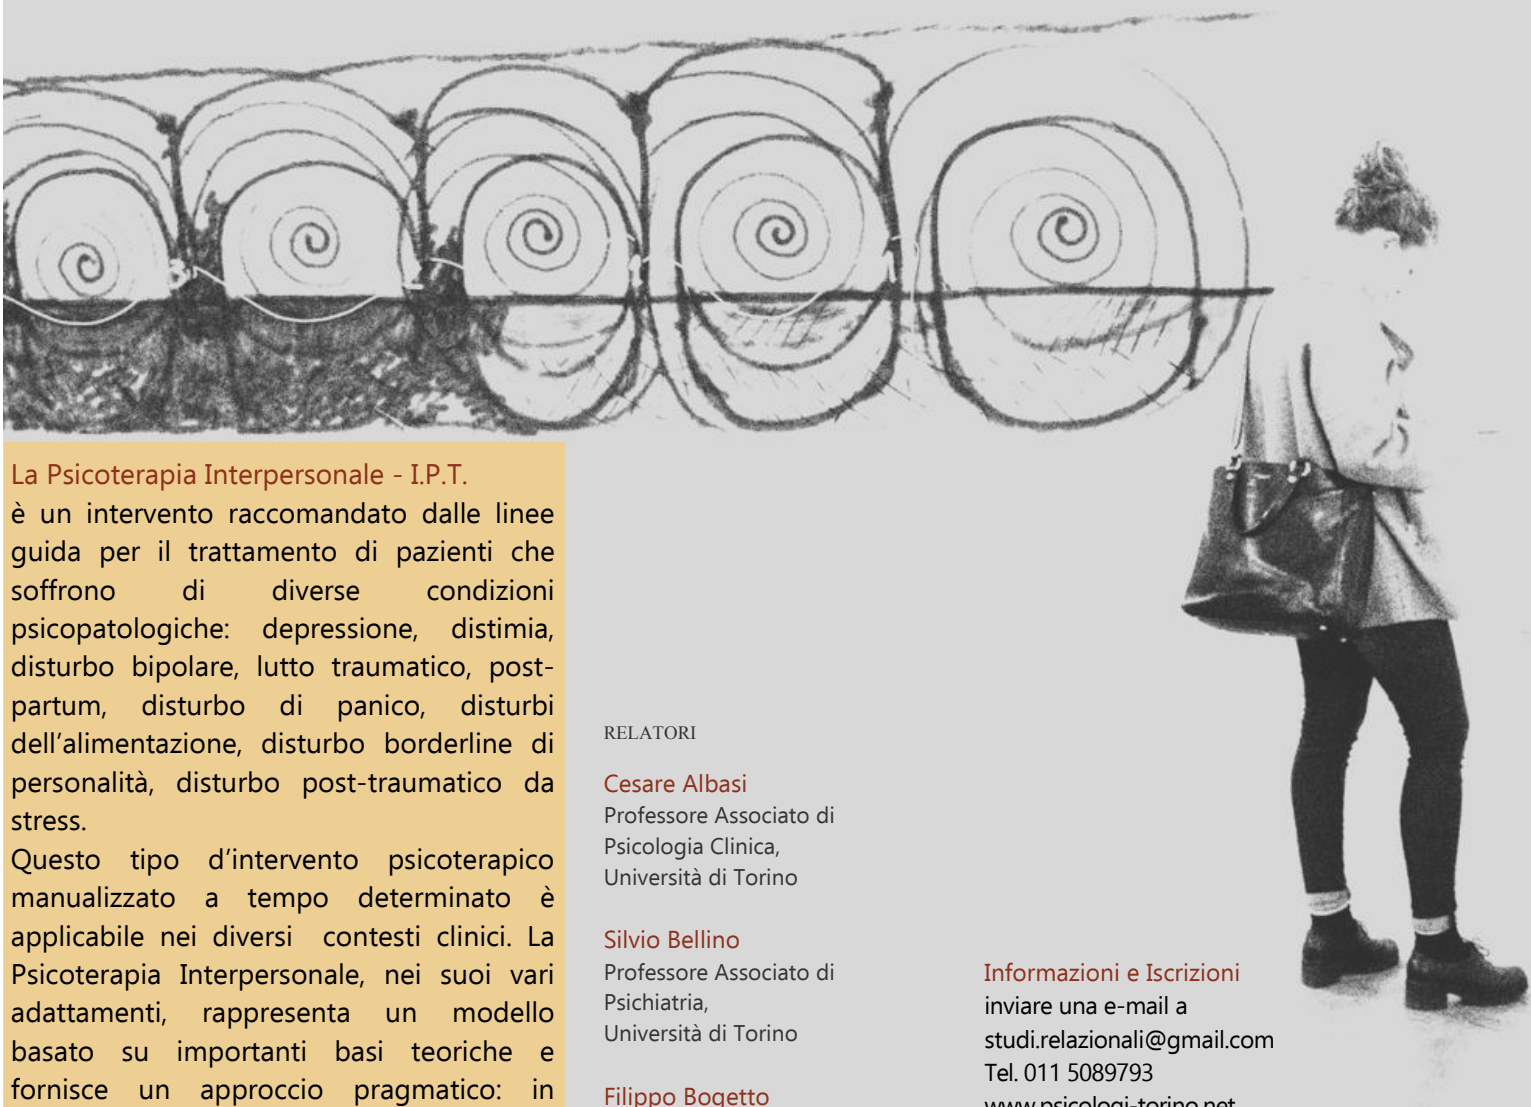 La Psicoterapia Interpersonale - I.P.T.
è un intervento raccomandato dalle linee
guida per il trattamento di pazienti che
soffrono di diverse condizioni
psicopatologiche: depressione, distimia,
disturbo bipolare, lutto traumatico, post-
partum, disturbo di panico, disturbi
dell’alimentazione, disturbo borderline di
personalità, disturbo post-traumatico da
stress.
Questo tipo d’intervento psicoterapico
manualizzato a tempo determinato è
applicabile nei diversi contesti clinici. La
Psicoterapia Interpersonale, nei suoi vari
adattamenti, rappresenta un modello
basato su importanti basi teoriche e
fornisce un approccio pragmatico: in
RELATORI
Cesare Albasi
Professore Associato di
Psicologia Clinica,
Università di Torino
Silvio Bellino
Professore Associato di
Psichiatria,
Università di Torino
Filippo Bogetto
Informazioni e Iscrizioni
inviare una e-mail a
studi.relazionali@gmail.com
Tel. 011 5089793
www.psicologi-torino.net